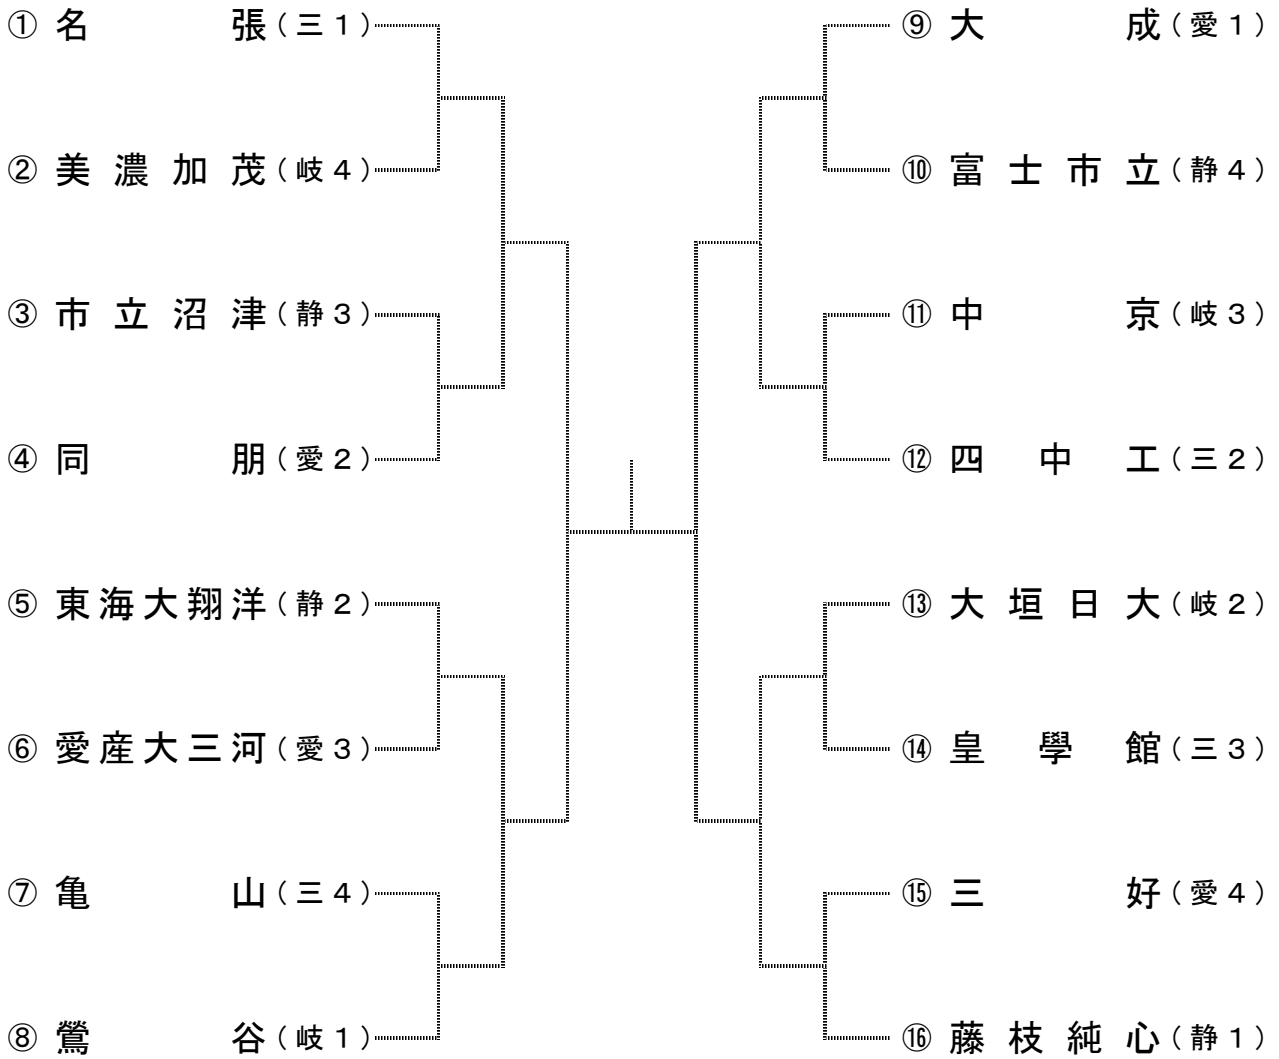 ① 名張（三１）
② 美濃加茂（岐４）
③ 市立沼津（静３）
④ 同朋（愛２）
⑤ 東海大翔洋（静２）
⑥ 愛産大三河（愛３）
⑦ 亀山（三４）
⑧ 鶯谷（岐１）
⑨ 大成（愛１）
⑩ 富士市立（静４）
⑪ 中京（岐３）
⑫ 四中工（三２）
⑬ 大垣日大（岐２）
⑭ 皇學館（三３）
⑮ 三好（愛４）
⑯ 藤枝純心（静１）